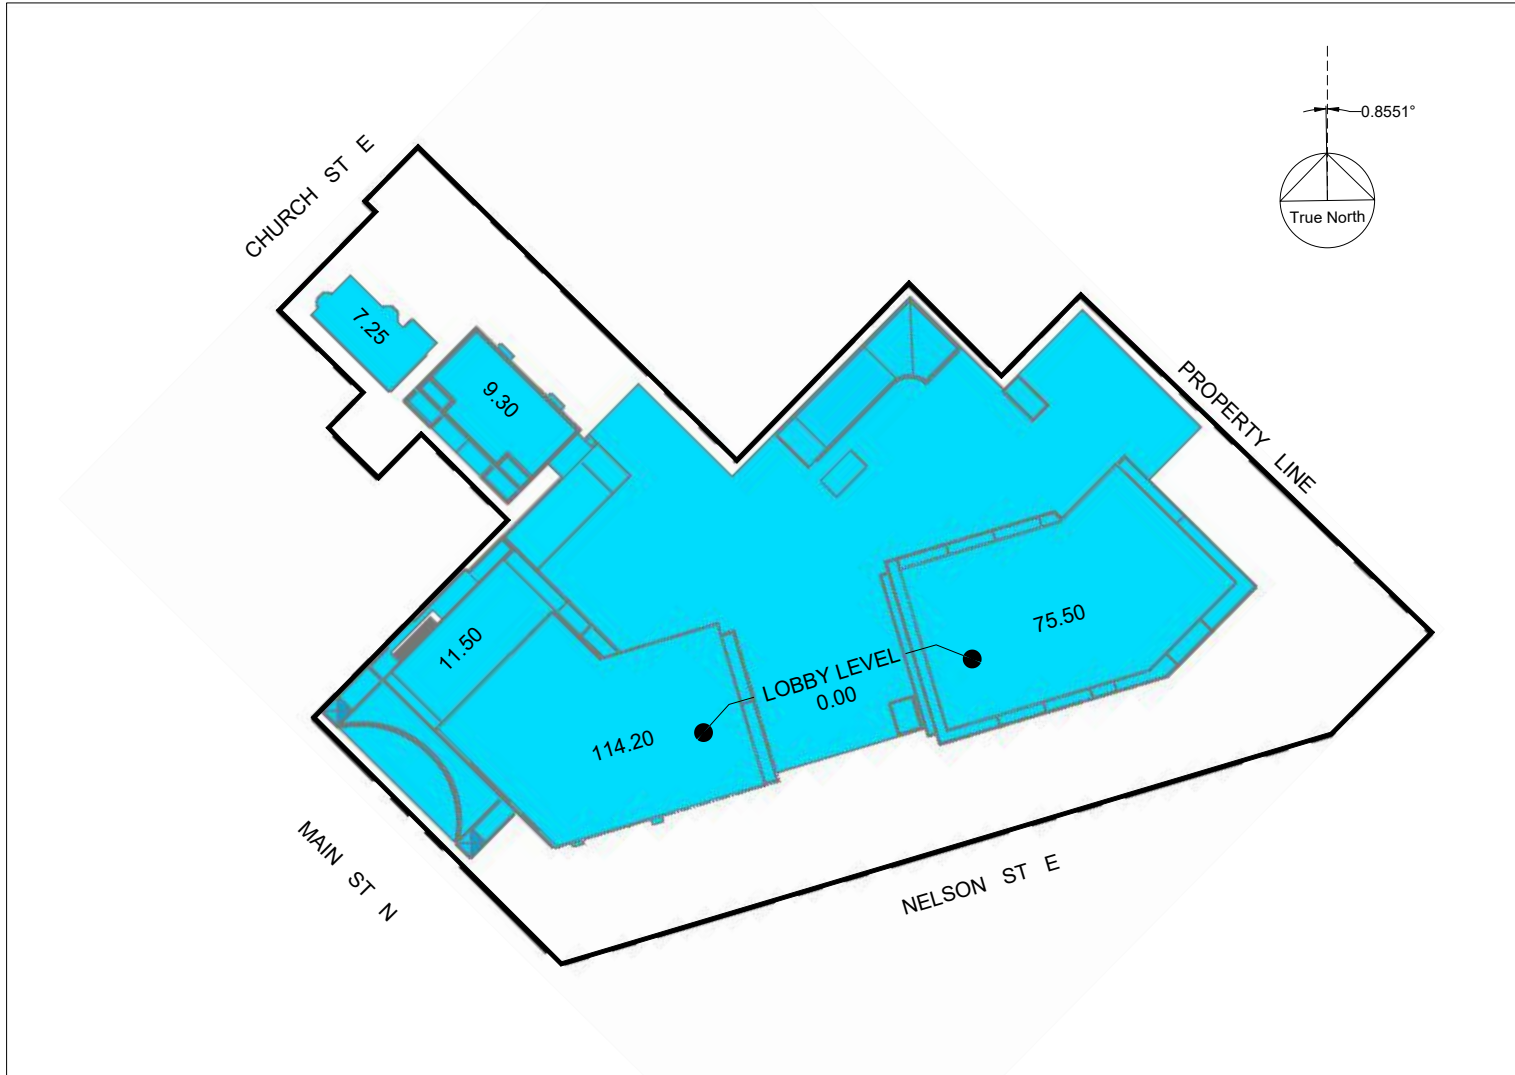 0.8551°
True North
CHURCH ST E
7.25
9.30
PROPERTY LINE
11.50
75.50
LOBBY LEVEL
0.00
114.20
MAIN ST N
NELSON ST E